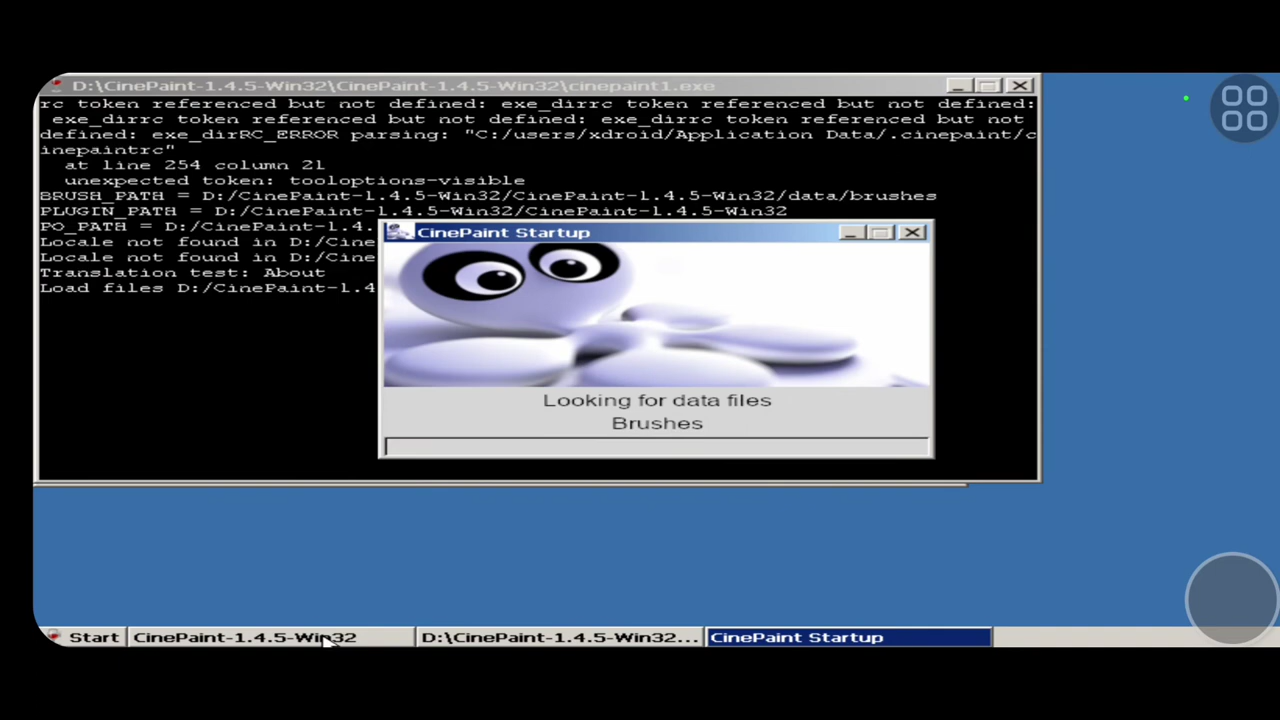 D:\CinePaint-1.4.5-Win32\CinePaint-1.4.5-Win32\cinepaint1.exe
rc token referenced but not defined: exe_dirrc token referenced but not defined:
exe_dirrc token referenced but not defined: exe_dirrc token referenced but not
defined: exe_dirRC_ERROR parsing: "C:/users/xdroid/Application Data/.cinepaint/c
inepaintrc"
at line 254 column 21
unexpected token: tooloptions-visible
BRUSH_PATH = D:/CinePaint-1.4.5-Win32/CinePaint-1.4.5-Win32/data/brushes
PLUGIN_PATH = D:/CinePaint-1.4.5-Win32/CinePaint-1.4.5-Win32
PO_PATH = D:/CinePaint-1.4.
Locale not found in D:/Cine
Locale not found in D:/Cine
Translation test: About
Load files D:/CinePaint-1.4
CinePaint Startup
Looking for data files
Brushes
Start CinePaint-1.4.5-Win32 D:\CinePaint-1.4.5-Win32... CinePaint Startup